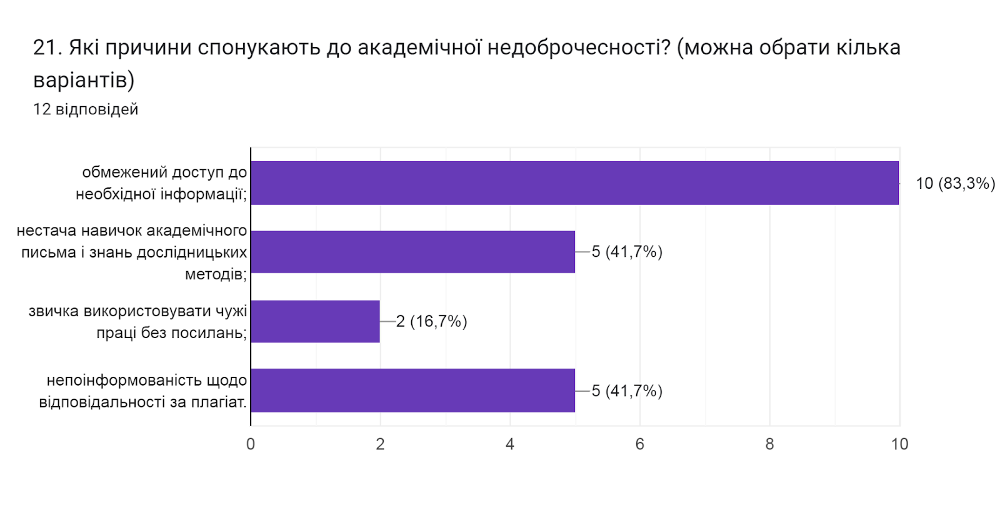 21. Які причини спонукають до академічної недоброчесності? (можна обрати кілька
варіантів)
12 відповідей
обмежений доступ до
необхідної інформації;
10 (83,3%)
нестача навичок академічного
письма і знань дослідницьких
методів;
5 (41,7%)
звичка використовувати чужі
праці без посилань;
2 (16,7%)
непоінформованість щодо
відповідальності за плагіат.
5 (41,7%)
0 2 4 6 8 10